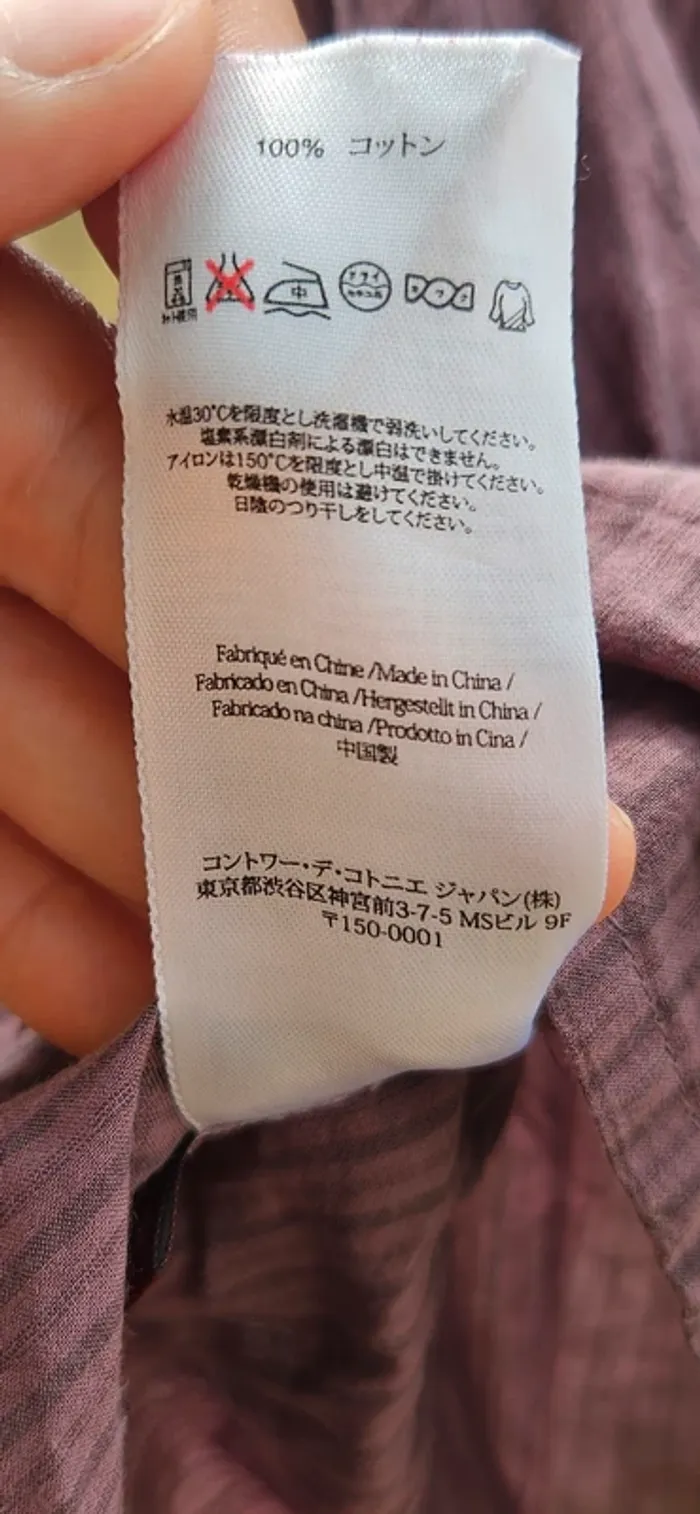 100% コットン
中
ドライ
水温30℃を限度とし洗濯機で弱洗いしてください。
塩素系漂白剤による漂白はできません。
アイロンは150℃を限度とし中温で掛けてください。
乾燥機の使用は避けてください。
日陰のつり干しをしてください。
Fabriqué en Chine /Made in China /
Fabricado en China /Hergestellt in China /
Fabricado na china /Prodotto in Cina /
中国製
コントワー・デ・コトニエ ジャパン(株)
東京都渋谷区神宮前3-7-5 MSビル 9F
〒150-0001